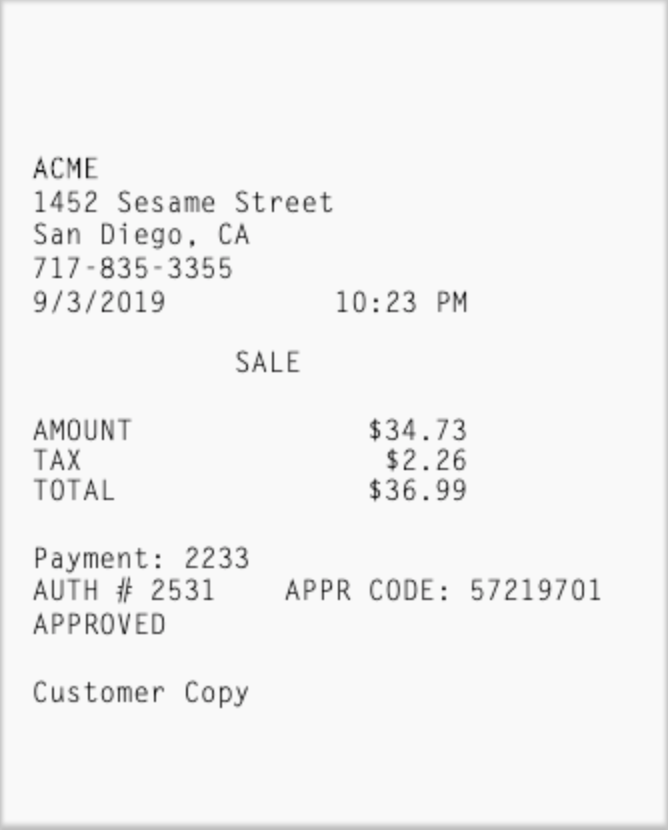 ACME
1452 Sesame Street
San Diego, CA
717-835-3355
9/3/2019 10:23 PM
SALE
AMOUNT $34.73
TAX $2.26
TOTAL $36.99
Payment: 2233
AUTH # 2531 APPR CODE: 57219701
APPROVED
Customer Copy